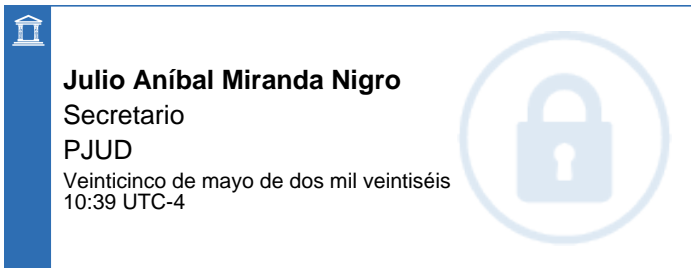 Julio Aníbal Miranda Nigro
Secretario
PJUD
Veinticinco de mayo de dos mil veintiséis
10:39 UTC-4